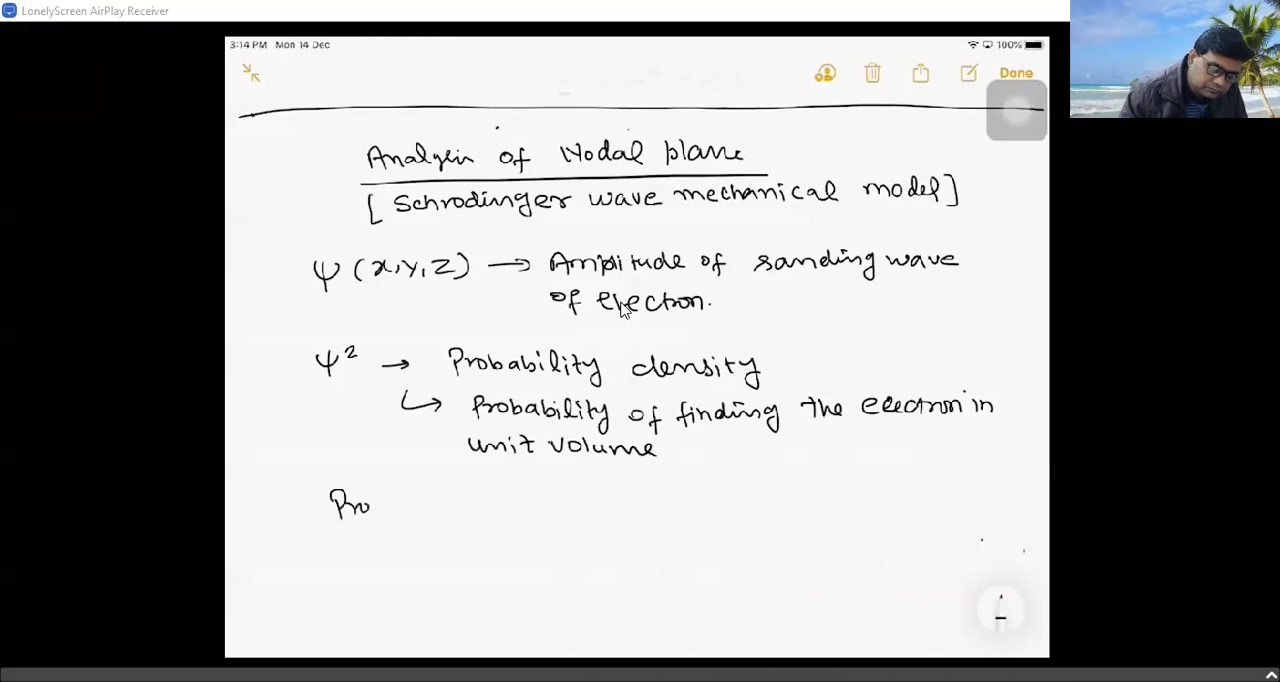 LonelyScreen AirPlay Receiver
3:14 PM Mon 14 Dec
100%
Done
Analysis of Nodal plane
[ Schrodinger wave mechanical model ]
Ψ (x, y, z) → Amplitude of sanding wave
of electron.
Ψ² → Probability density
↳ Probability of finding the electron in
unit volume
Pro